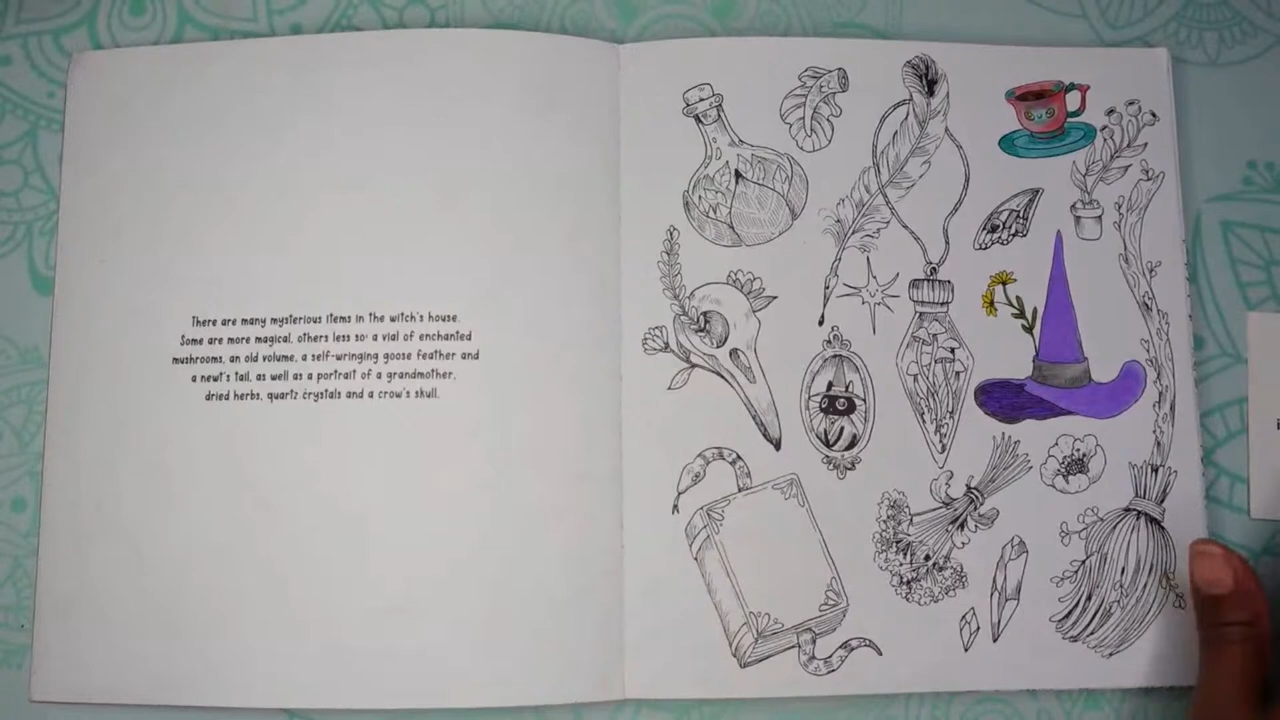 There are many mysterious items in the witch's house.
Some are more magical, others less so: a vial of enchanted
mushrooms, an old volume, a self-wringing goose feather and
a newt's tail, as well as a portrait of a grandmother,
dried herbs, quartz crystals and a crow's skull.